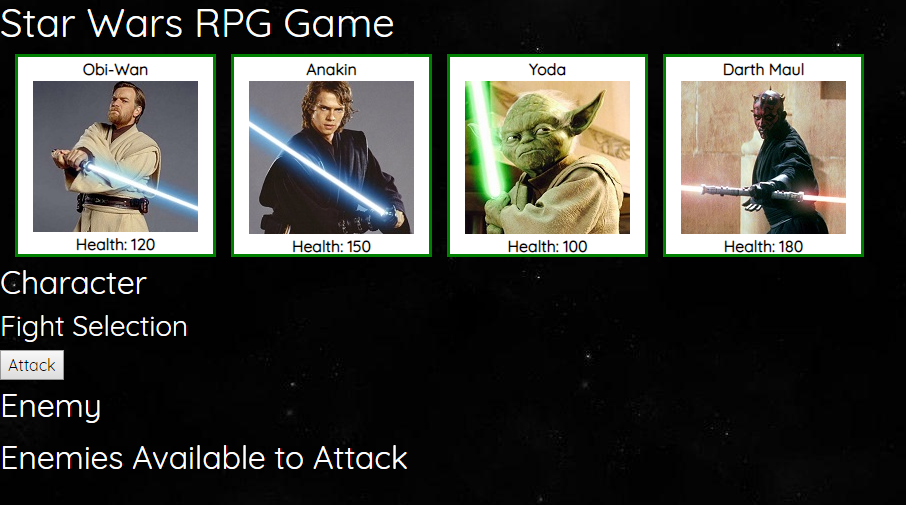 Star Wars RPG Game
Obi-Wan Anakin Yoda Darth Maul
Health: 120 Health: 150 Health: 100 Health: 180
Character
Fight Selection
Attack
Enemy
Enemies Available to Attack